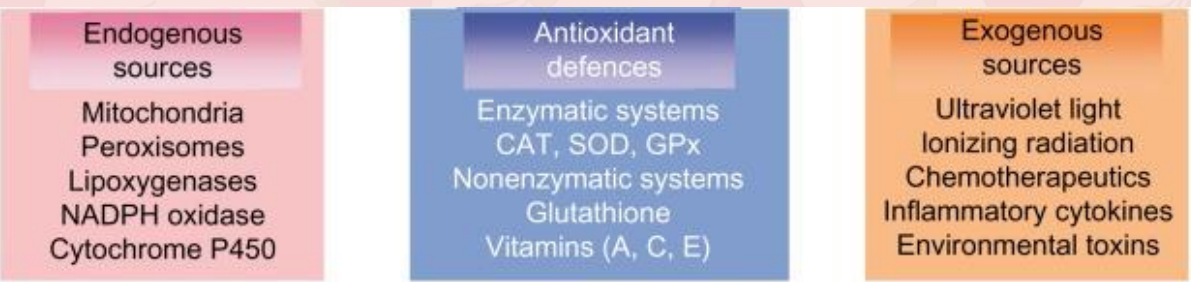 Endogenous
sources
Mitochondria
Peroxisomes
Lipoxygenases
NADPH oxidase
Cytochrome P450
Antioxidant
defences
Enzymatic systems
CAT, SOD, GPx
Nonenzymatic systems
Glutathione
Vitamins (A, C, E)
Exogenous
sources
Ultraviolet light
Ionizing radiation
Chemotherapeutics
Inflammatory cytokines
Environmental toxins